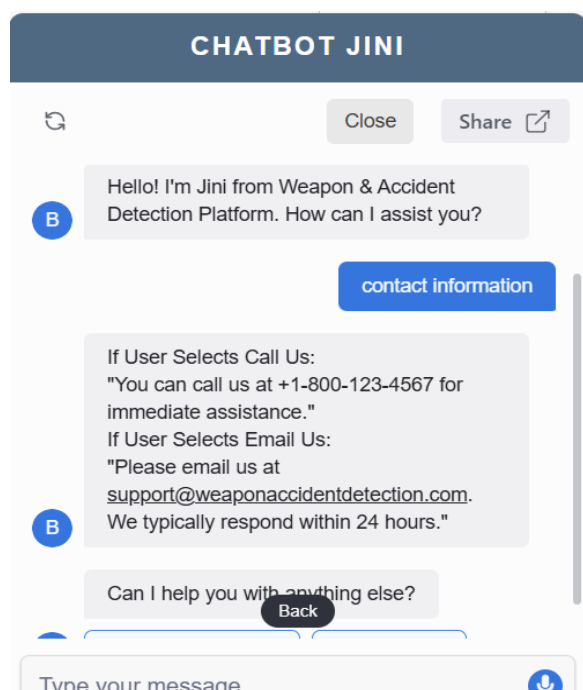 CHATBOT JINI
Close
Share
Hello! I'm Jini from Weapon & Accident
Detection Platform. How can I assist you?
B
contact information
If User Selects Call Us:
"You can call us at +1-800-123-4567 for
immediate assistance."
If User Selects Email Us:
"Please email us at
support@weaponaccidentdetection.com.
We typically respond within 24 hours."
B
Can I help you with anything else?
Back
Type your message